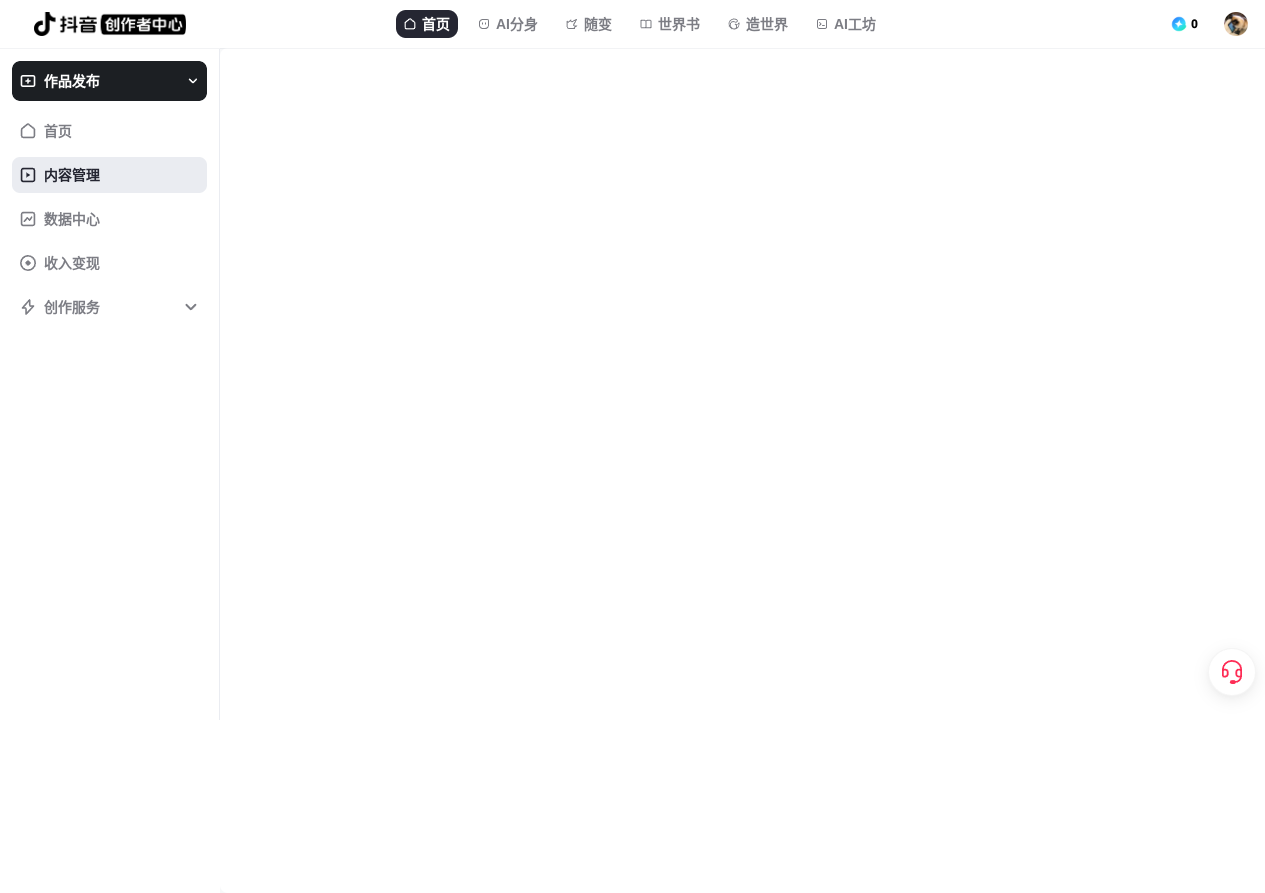 抖音 创作者中心
首页 AI分身 随变 世界书 造世界 AI工坊
0
作品发布
首页
内容管理
数据中心
收入变现
创作服务